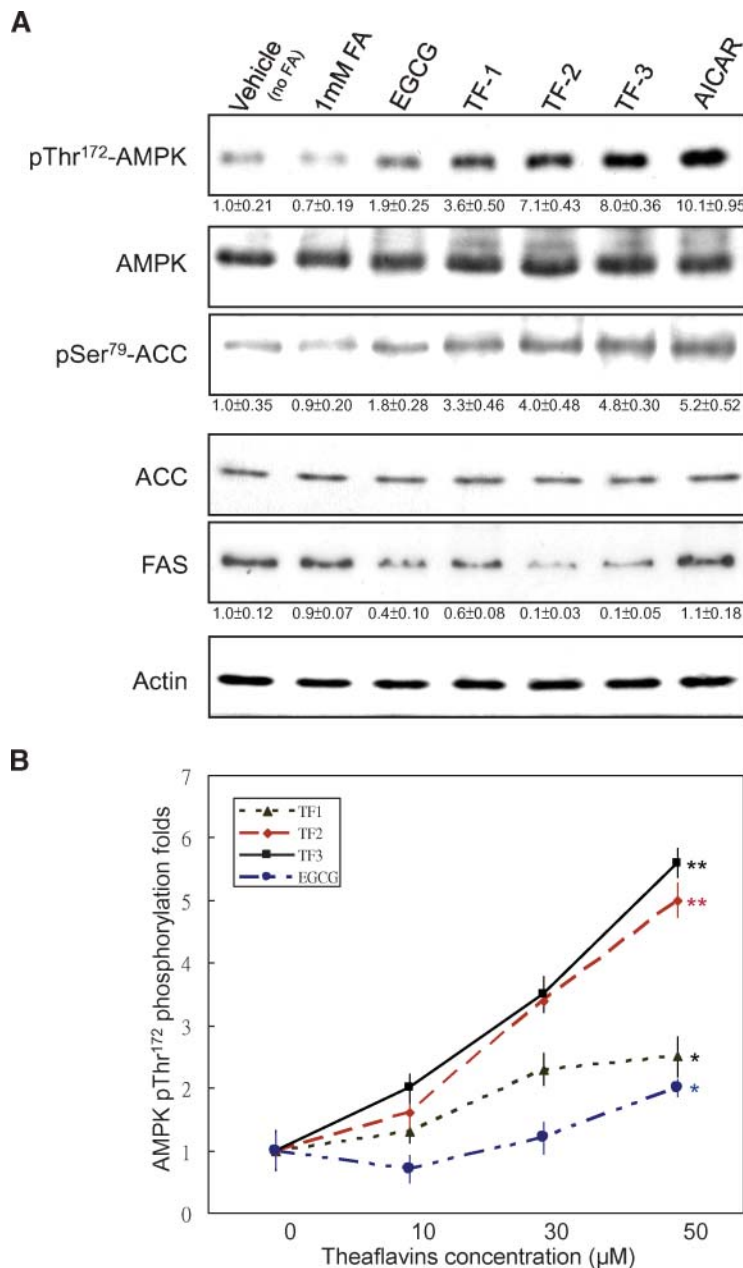 A
Vehicle (no FA) 1mM FA EGCG TF-1 TF-2 TF-3 AICAR
pThr172-AMPK
1.0±0.21 0.7±0.19 1.9±0.25 3.6±0.50 7.1±0.43 8.0±0.36 10.1±0.95
AMPK
pSer79-ACC
1.0±0.35 0.9±0.20 1.8±0.28 3.3±0.46 4.0±0.48 4.8±0.30 5.2±0.52
ACC
FAS
1.0±0.12 0.9±0.07 0.4±0.10 0.6±0.08 0.1±0.03 0.1±0.05 1.1±0.18
Actin
B
AMPK pThr172 phosphorylation folds
7
6
5
4
3
2
1
0
TF1
TF2
TF3
EGCG
**
**
*
*
0 10 30 50
Theaflavins concentration (µM)